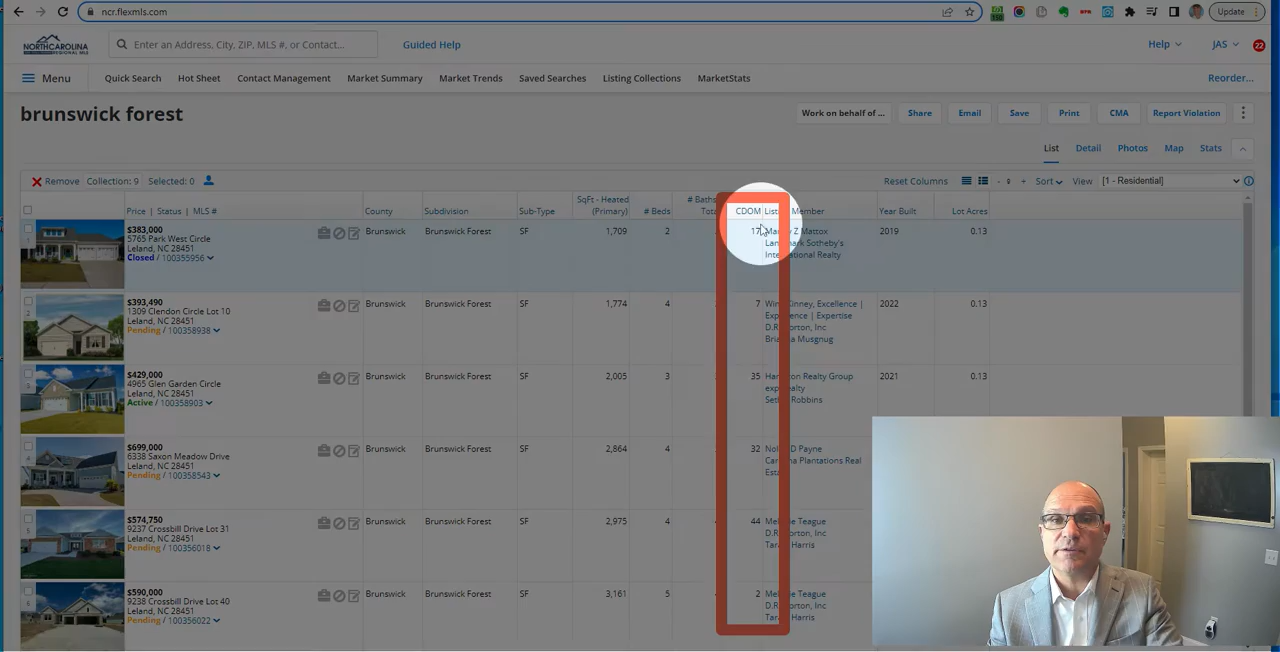 ncr.flexmls.com
Update
150
NORTH CAROLINA
REGIONAL MLS
Enter an Address, City, ZIP, MLS #, or Contact...
Guided Help
Help
JAS
22
Menu
Quick Search
Hot Sheet
Contact Management
Market Summary
Market Trends
Saved Searches
Listing Collections
MarketStats
Reorder...
brunswick forest
Work on behalf of ...
Share
Email
Save
Print
CMA
Report Violation
List
Detail
Photos
Map
Stats
Remove
Collection: 9
Selected: 0
Reset Columns
- 9 +
Sort
View
[1 - Residential]
Price | Status | MLS #
County
Subdivision
Sub-Type
SqFt - Heated
(Primary)
# Beds
# Baths
CDOM
Member
Year Built
Lot Acres
1
$383,000
5765 Park West Circle
Leland, NC 28451
Closed / 100355956
Brunswick
Brunswick Forest
SF
1,709
2
17
Z Mattox
Sotheby's
International Realty
2019
0.13
2
$393,490
1309 Clendon Circle Lot 10
Leland, NC 28451
Pending / 100358938
Brunswick
Brunswick Forest
SF
1,774
4
7
Excellence |
| Expertise
Inc
Musgnug
2022
0.13
3
$429,000
4965 Glen Garden Circle
Leland, NC 28451
Active / 100358903
Brunswick
Brunswick Forest
SF
2,005
3
35
Realty Group
Robbins
2021
0.13
4
$699,000
6338 Saxon Meadow Drive
Leland, NC 28451
Pending / 100358543
Brunswick
Brunswick Forest
SF
2,864
4
32
D Payne
Plantations Real
5
$574,750
9237 Crossbill Drive Lot 31
Leland, NC 28451
Pending / 100356018
Brunswick
Brunswick Forest
SF
2,975
4
44
Teague
Inc
Harris
6
$590,000
9238 Crossbill Drive Lot 40
Leland, NC 28451
Pending / 100356022
Brunswick
Brunswick Forest
SF
3,161
5
2
Teague
Inc
Harris